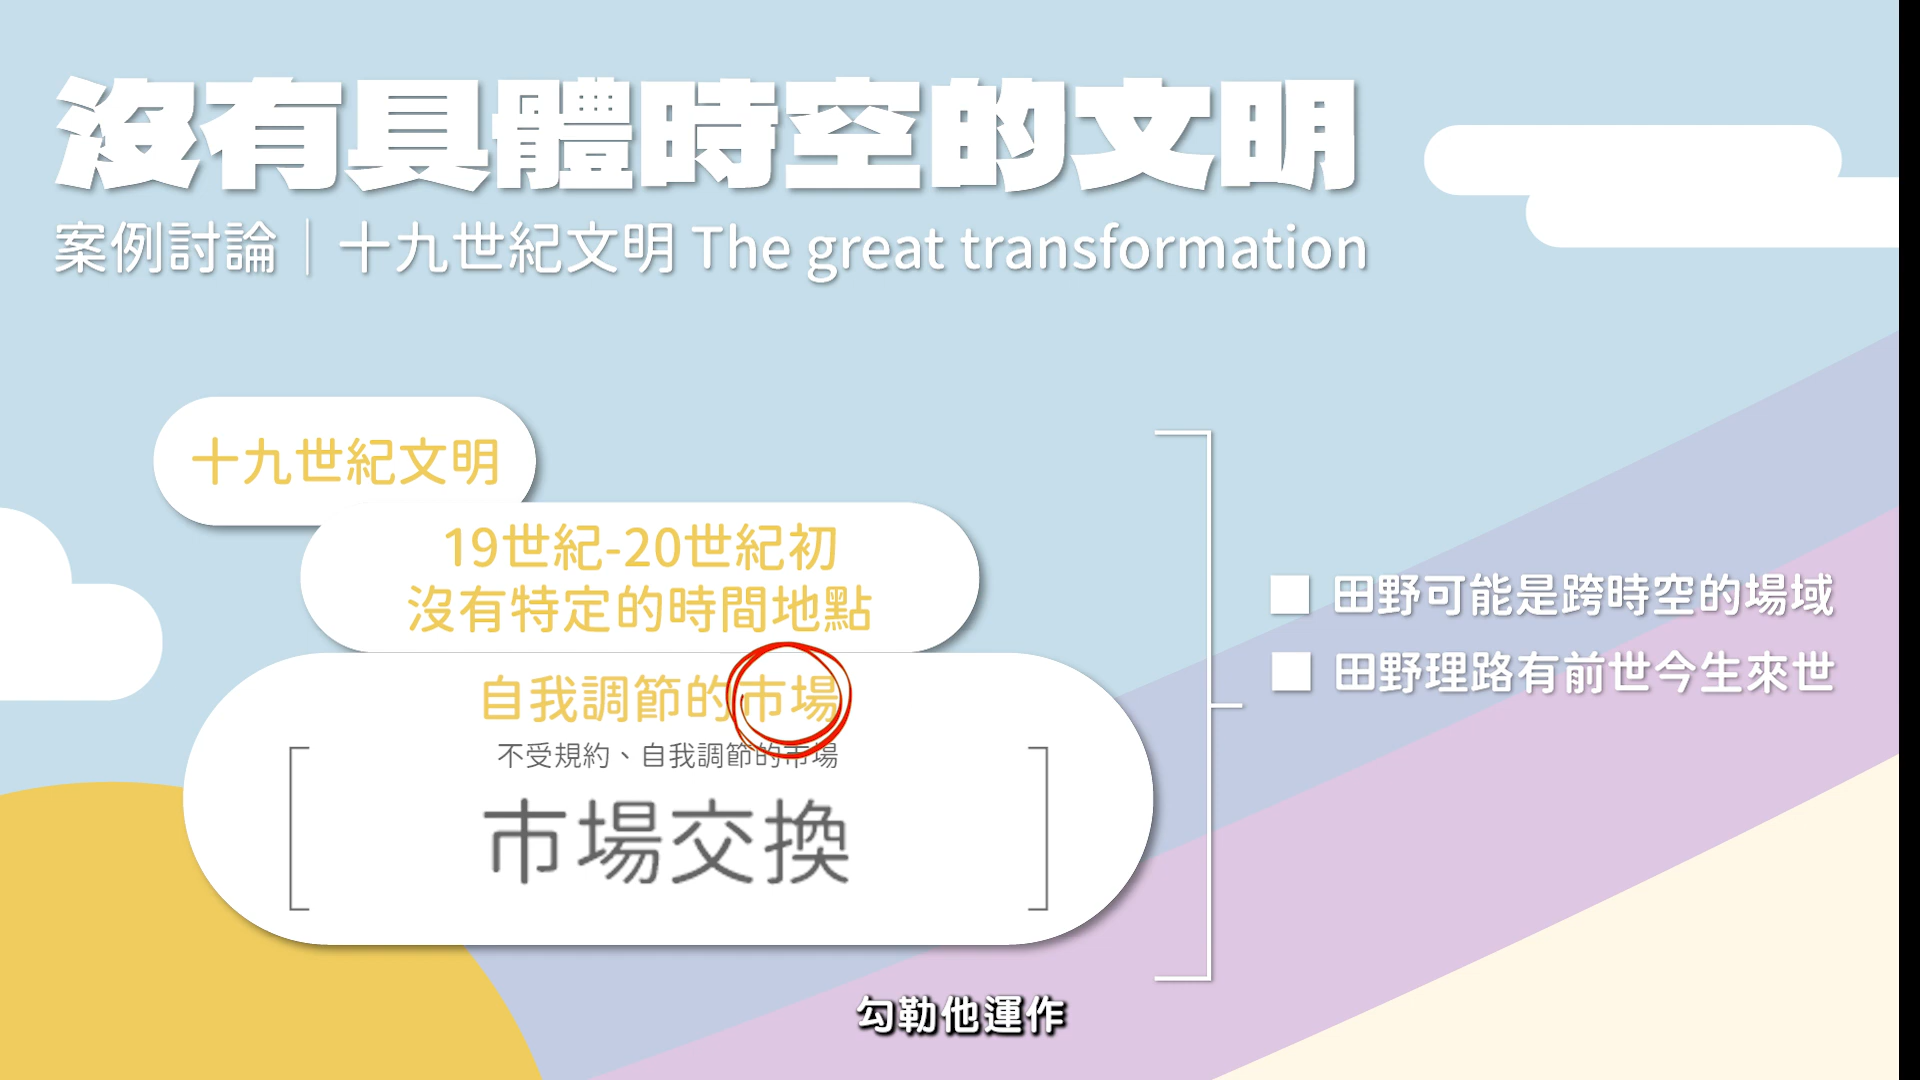 沒有具體時空的文明
案例討論｜十九世紀文明 The great transformation
十九世紀文明
19世紀-20世紀初
沒有特定的時間地點
自我調節的市場
不受規約、自我調節的市場
市場交換
田野可能是跨時空的場域
田野理路有前世今生來世
勾勒他運作